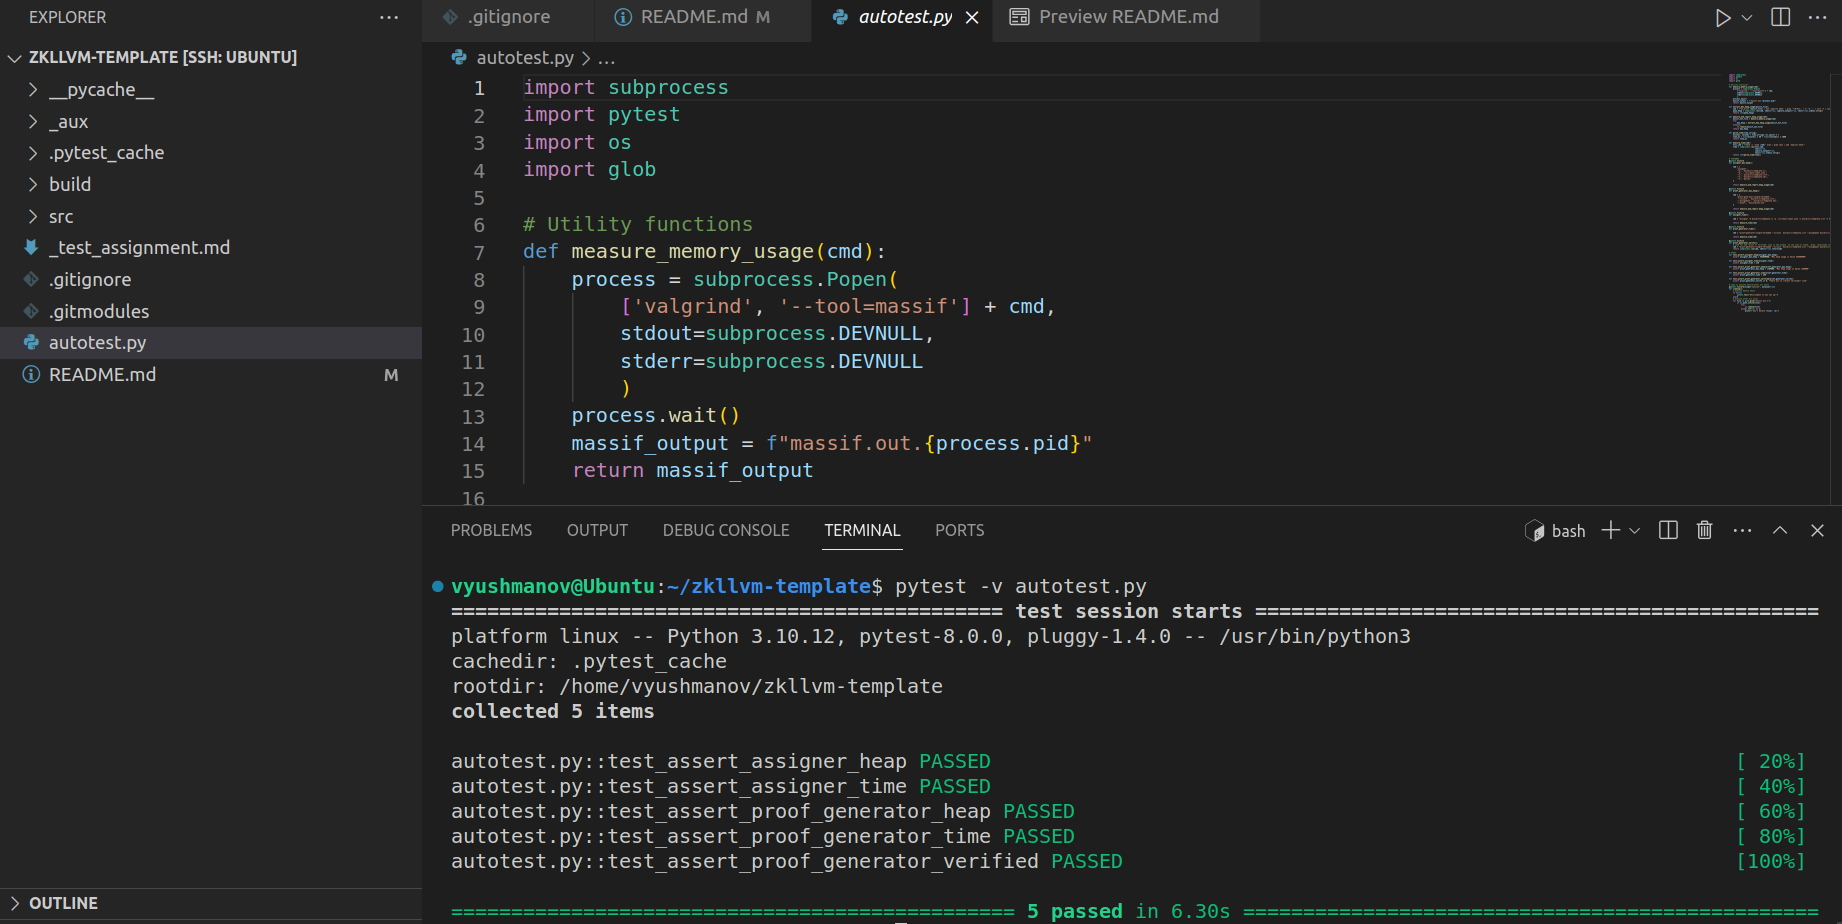 EXPLORER
ZKLLVM-TEMPLATE [SSH: UBUNTU]
__pycache__
_aux
.pytest_cache
build
src
_test_assignment.md
.gitignore
.gitmodules
autotest.py
README.md M
OUTLINE
.gitignore README.md M autotest.py Preview README.md
autotest.py > ...
1 import subprocess
2 import pytest
3 import os
4 import glob
5
6 # Utility functions
7 def measure_memory_usage(cmd):
8 process = subprocess.Popen(
9 ['valgrind', '--tool=massif'] + cmd,
10 stdout=subprocess.DEVNULL,
11 stderr=subprocess.DEVNULL
12 )
13 process.wait()
14 massif_output = f"massif.out.{process.pid}"
15 return massif_output
16
PROBLEMS OUTPUT DEBUG CONSOLE TERMINAL PORTS bash
vyushmanov@Ubuntu:~/zkllvm-template$ pytest -v autotest.py
============================================== test session starts ===============================================
platform linux -- Python 3.10.12, pytest-8.0.0, pluggy-1.4.0 -- /usr/bin/python3
cachedir: .pytest_cache
rootdir: /home/vyushmanov/zkllvm-template
collected 5 items
autotest.py::test_assert_assigner_heap PASSED [ 20%]
autotest.py::test_assert_assigner_time PASSED [ 40%]
autotest.py::test_assert_proof_generator_heap PASSED [ 60%]
autotest.py::test_assert_proof_generator_time PASSED [ 80%]
autotest.py::test_assert_proof_generator_verified PASSED [100%]
=============================================== 5 passed in 6.30s ================================================